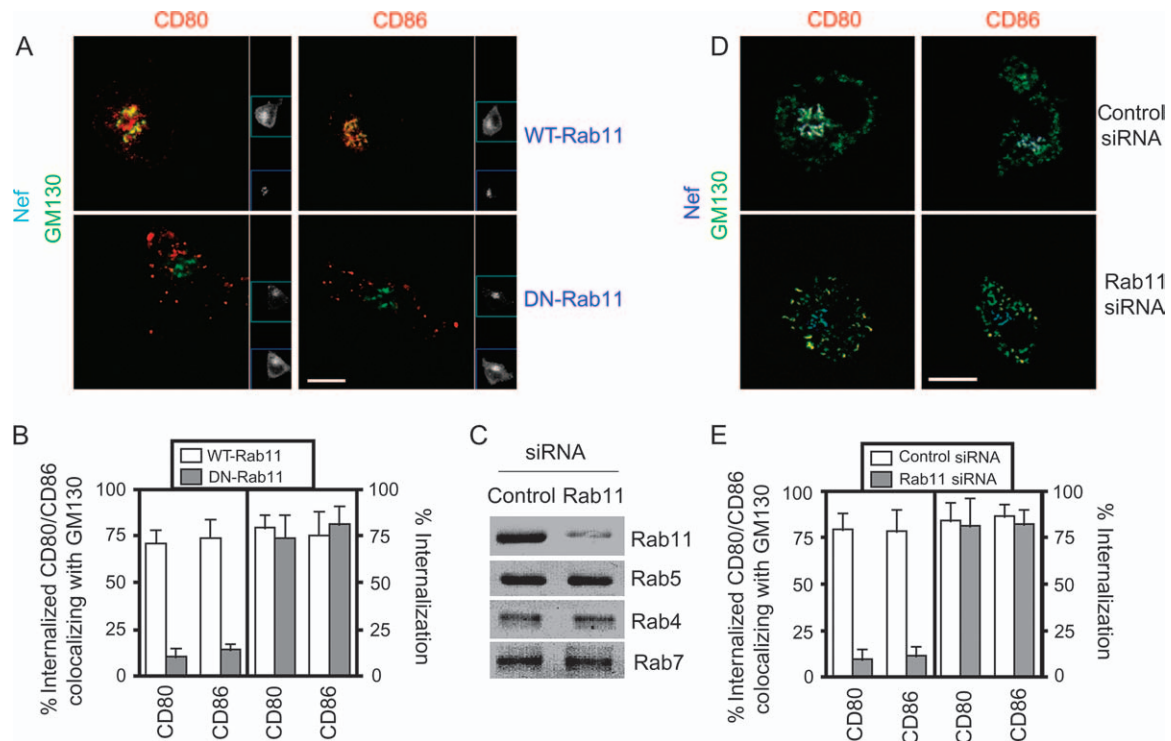 A
CD80
CD86
Nef
GM130
WT-Rab11
DN-Rab11
D
CD80
CD86
Nef
GM130
Control
siRNA
Rab11
siRNA
B
WT-Rab11
DN-Rab11
% Internalized CD80/CD86
colocalizing with GM130
100
75
50
25
0
100
75
50
25
0
% Internalization
CD80
CD86
CD80
CD86
C
siRNA
Control Rab11
Rab11
Rab5
Rab4
Rab7
E
Control siRNA
Rab11 siRNA
% Internalized CD80/CD86
colocalizing with GM130
100
75
50
25
0
100
75
50
25
0
% Internalization
CD80
CD86
CD80
CD86